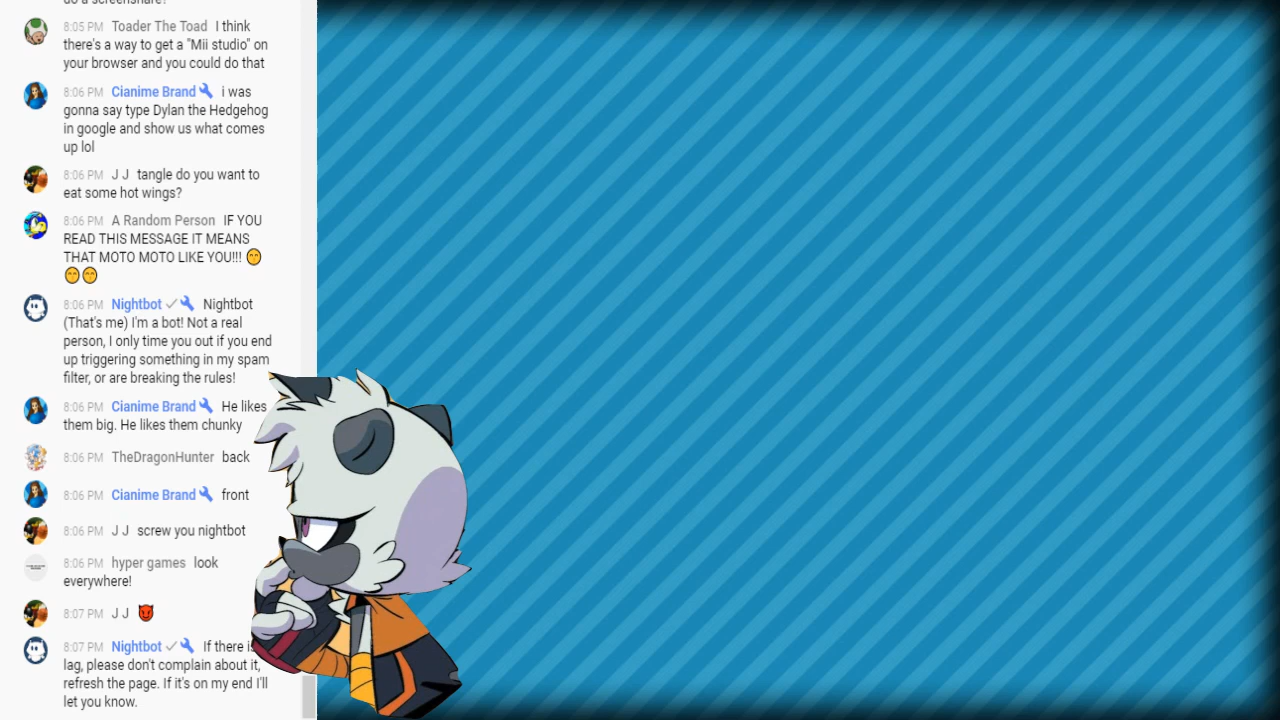 do a screenshare?
8:05 PM Toader The Toad I think
there's a way to get a "Mii studio" on
your browser and you could do that
8:06 PM Cianime Brand i was
gonna say type Dylan the Hedgehog
in google and show us what comes
up lol
8:06 PM J J tangle do you want to
eat some hot wings?
8:06 PM A Random Person IF YOU
READ THIS MESSAGE IT MEANS
THAT MOTO MOTO LIKE YOU!!!
8:06 PM Nightbot Nightbot
(That's me) I'm a bot! Not a real
person, I only time you out if you end
up triggering something in my spam
filter, or are breaking the rules!
8:06 PM Cianime Brand He likes
them big. He likes them chunky
8:06 PM TheDragonHunter back
8:06 PM Cianime Brand front
8:06 PM J J screw you nightbot
8:06 PM hyper games look
everywhere!
8:07 PM J J
8:07 PM Nightbot If there is
lag, please don't complain about it,
refresh the page. If it's on my end I'll
let you know.